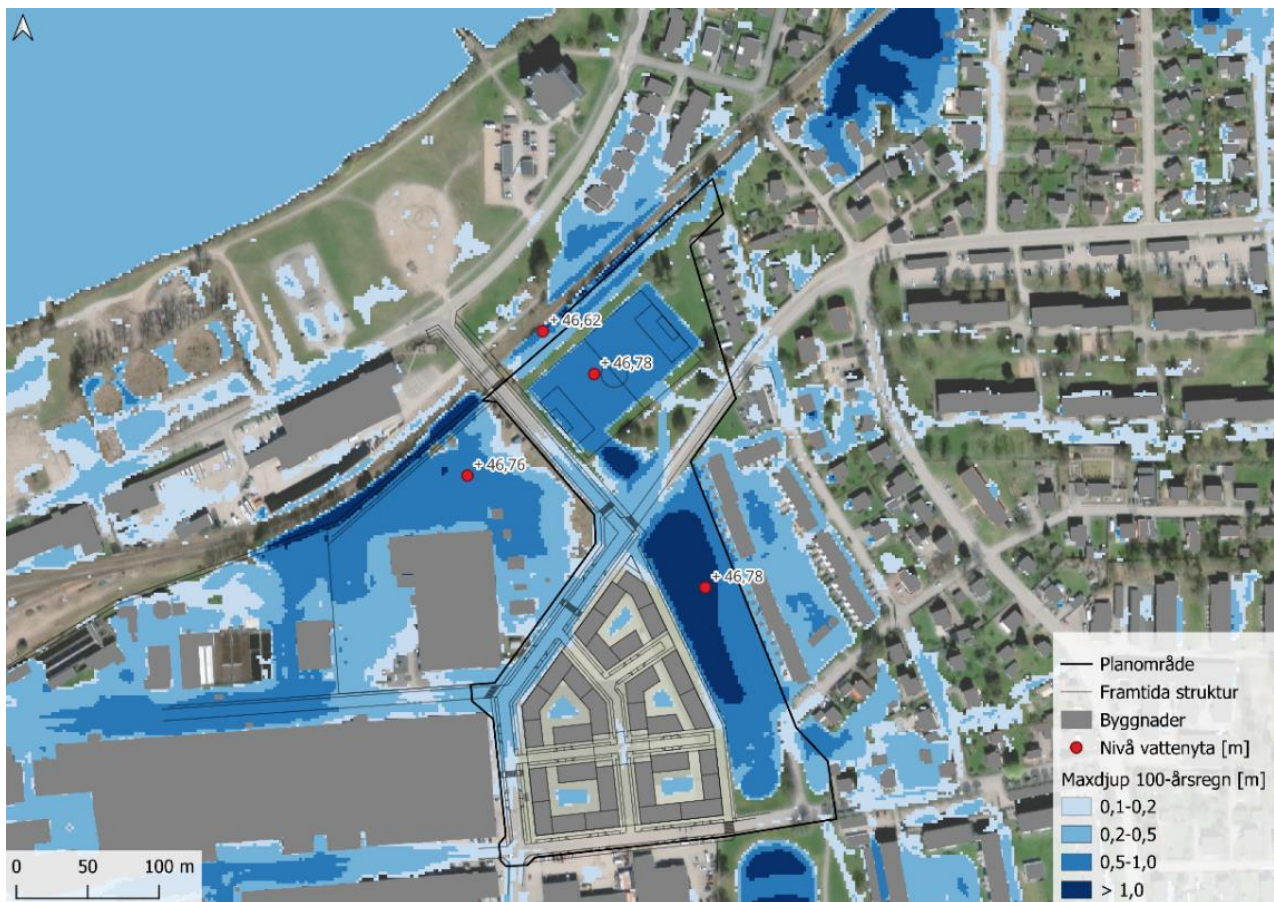 + 46,62
+ 46,78
+ 46,76
+ 46,78
Planområde
Framtida struktur
Byggnader
Nivå vattenyta [m]
Maxdjup 100-årsregn [m]
0,1-0,2
0,2-0,5
0,5-1,0
> 1,0
0 50 100 m